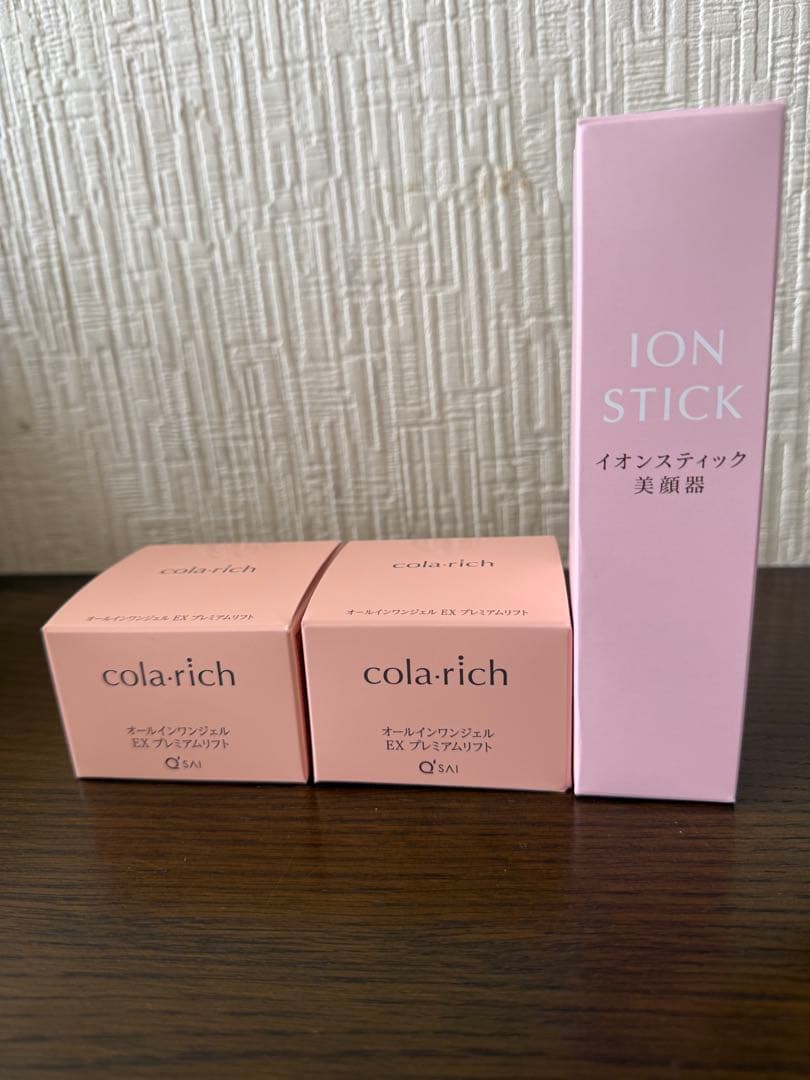 cola·rich
オールインワンジェル EX プレミアムリフト
cola·rich
オールインワンジェル
EX プレミアムリフト
Q'SAI
cola·rich
オールインワンジェル EX プレミアムリフト
cola·rich
オールインワンジェル
EX プレミアムリフト
Q'SAI
ION
STICK
イオンスティック
美顔器